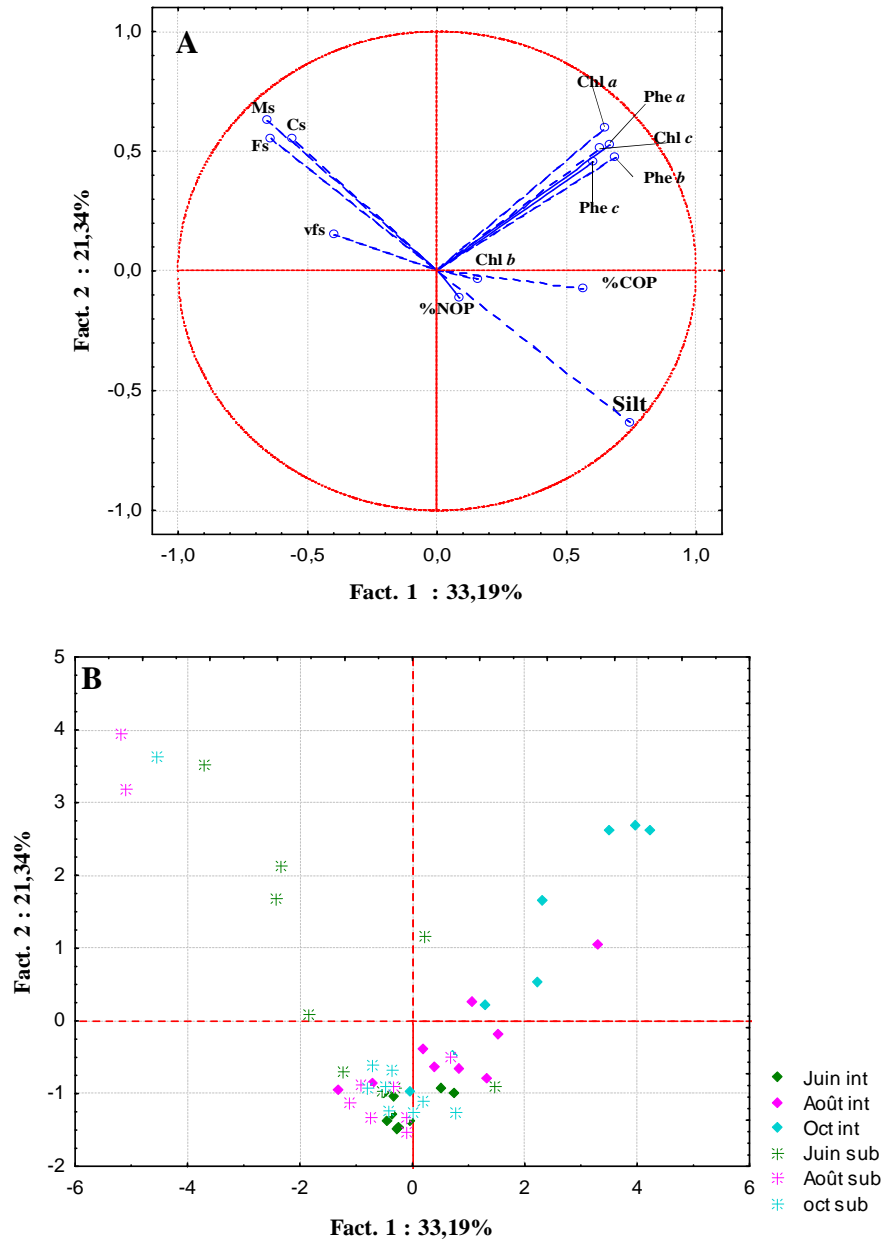 A
1,0
0,5
0,0
-0,5
-1,0
Fact. 2 : 21,34%
Ms
Cs
Fs
vfs
Chl a
Phe a
Chl c
Phe b
Phe c
Chl b
%COP
%NOP
Silt
-1,0 -0,5 0,0 0,5 1,0
Fact. 1 : 33,19%
B
5
4
3
2
1
0
-1
-2
Fact. 2 : 21,34%
-6 -4 -2 0 2 4 6
Fact. 1 : 33,19%
Juin int
Août int
Oct int
Juin sub
Août sub
oct sub